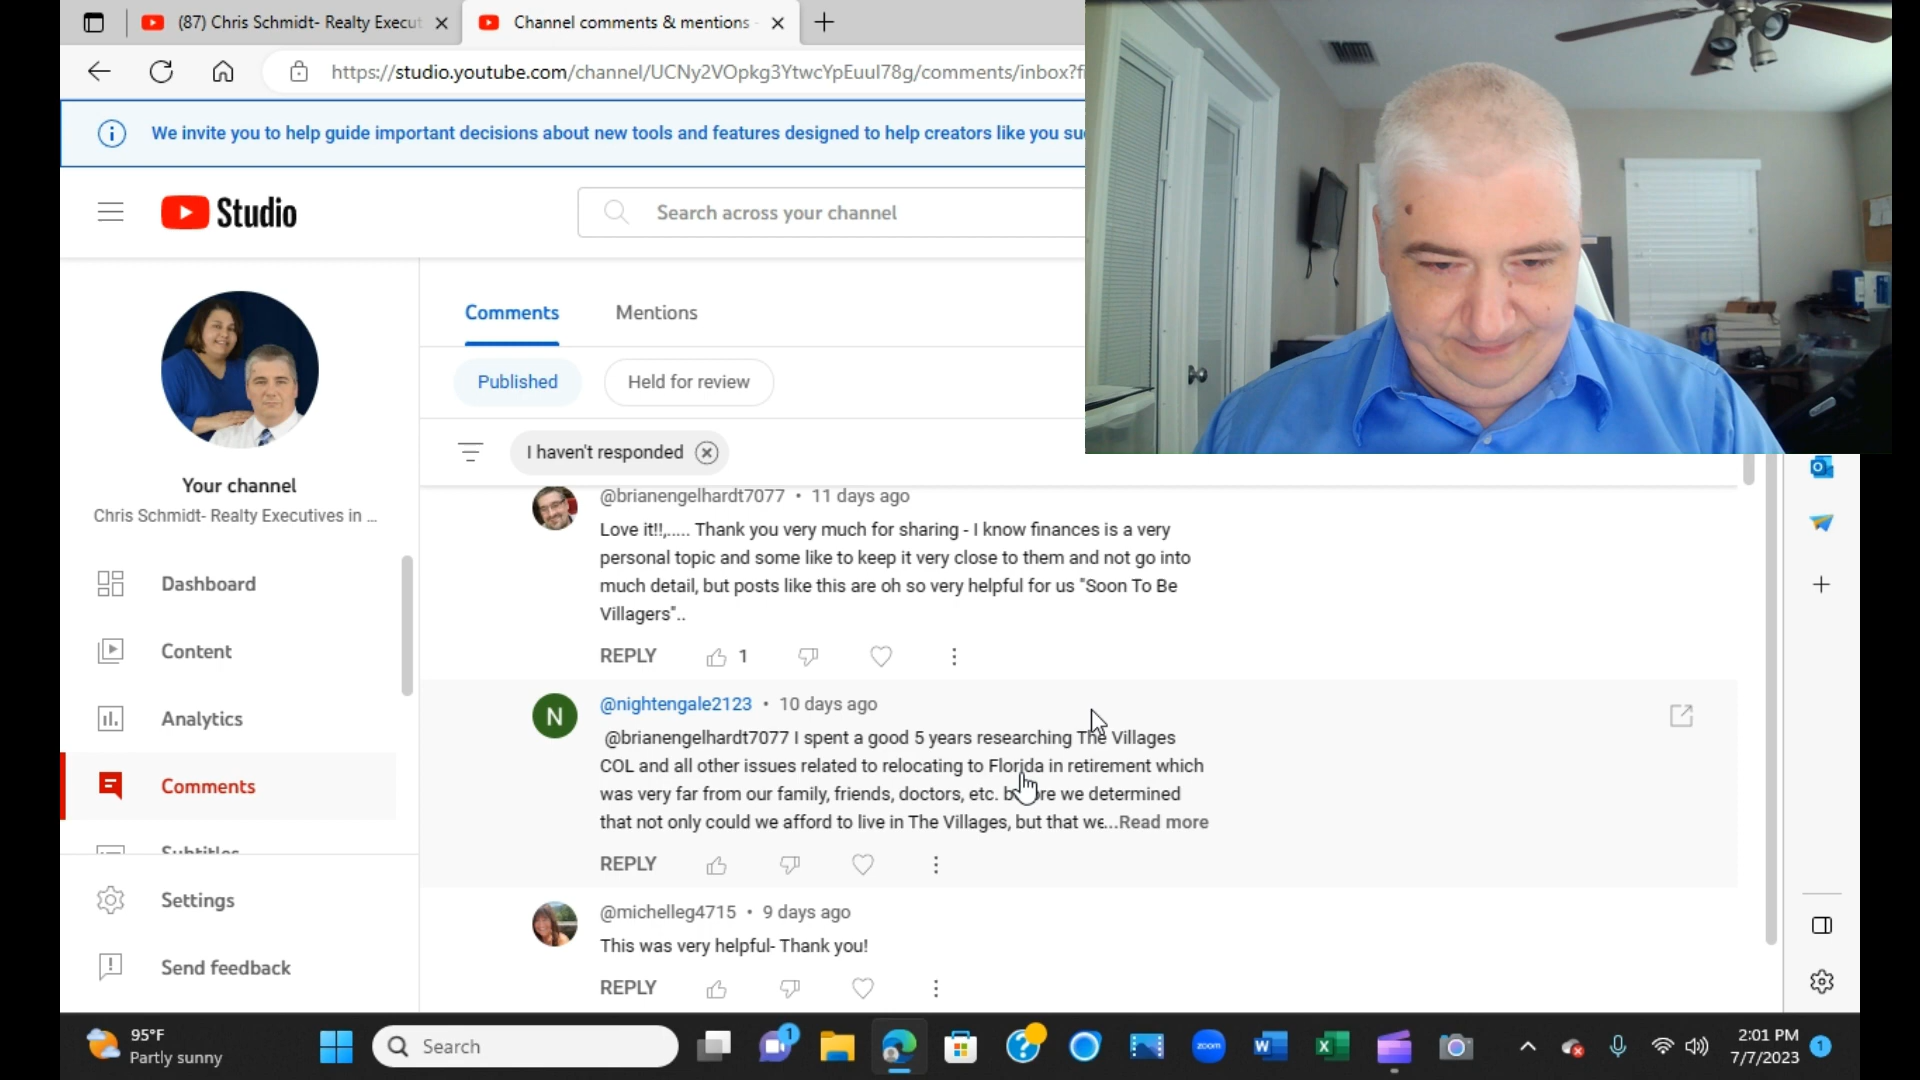 (87) Chris Schmidt- Realty Execut
Channel comments & mentions -
https://studio.youtube.com/channel/UCNy2VOpkg3YtwcYpEuuI78g/comments/inbox?fi
We invite you to help guide important decisions about new tools and features designed to help creators like you su
Studio
Search across your channel
Your channel
Chris Schmidt- Realty Executives in ...
Dashboard
Content
Analytics
Comments
Subtitles
Settings
Send feedback
Comments
Mentions
Published
Held for review
I haven't responded
@brianengelhardt7077 • 11 days ago
Love it!!,..... Thank you very much for sharing - I know finances is a very
personal topic and some like to keep it very close to them and not go into
much detail, but posts like this are oh so very helpful for us "Soon To Be
Villagers"..
REPLY 1
N
@nightengale2123 • 10 days ago
@brianengelhardt7077 I spent a good 5 years researching The Villages
COL and all other issues related to relocating to Florida in retirement which
was very far from our family, friends, doctors, etc. before we determined
that not only could we afford to live in The Villages, but that we...Read more
REPLY
@michelleg4715 • 9 days ago
This was very helpful- Thank you!
REPLY
95°F
Partly sunny
Search
1
zoom
2:01 PM
7/7/2023
1